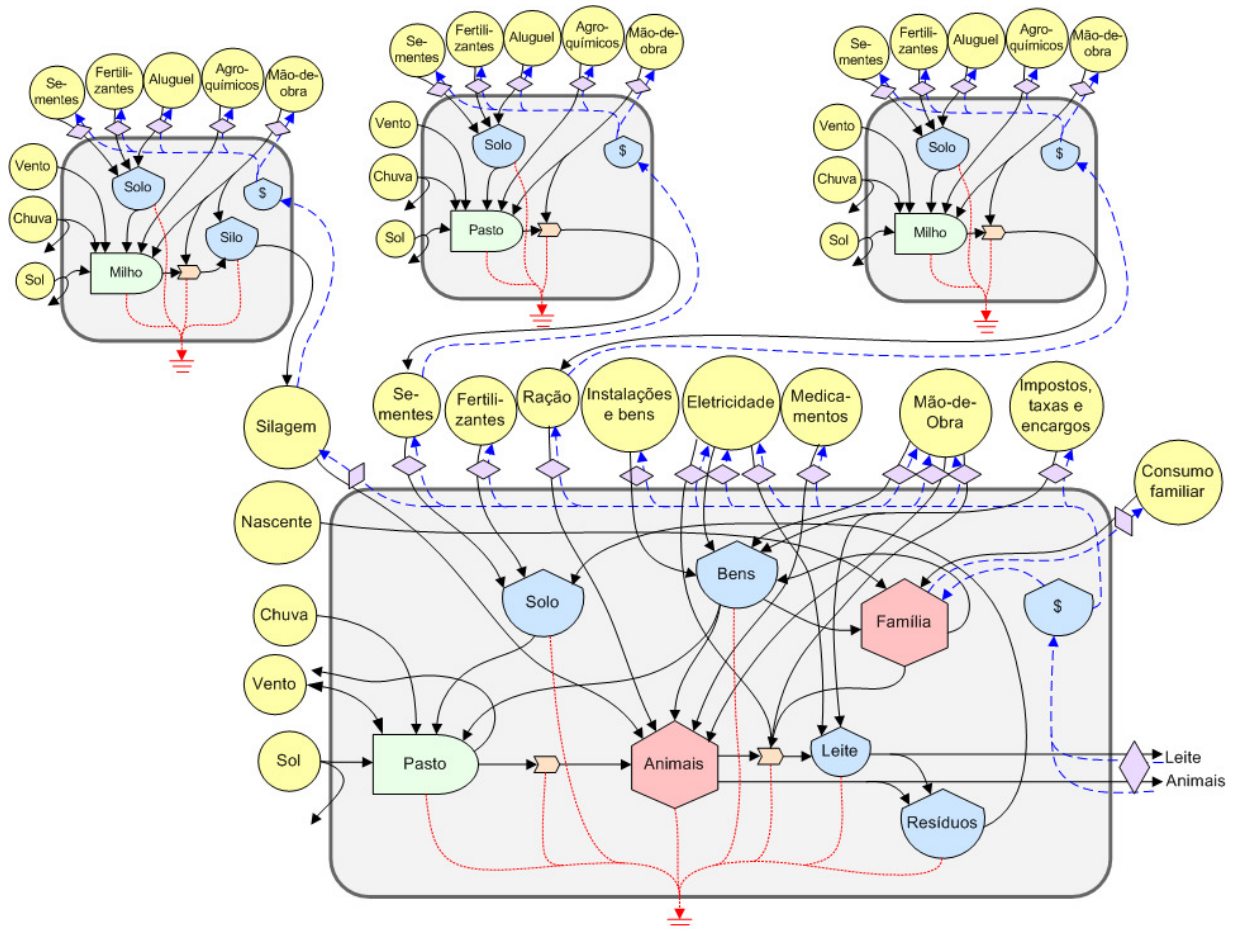 Se-
mentes
Fertili-
zantes
Aluguel
Agro-
químicos
Mão-de-
obra
Vento
Chuva
Sol
Solo
$
Silo
Milho
Se-
mentes
Fertili-
zantes
Aluguel
Agro-
químicos
Mão-de-
obra
Vento
Chuva
Sol
Solo
$
Pasto
Se-
mentes
Fertili-
zantes
Aluguel
Agro-
químicos
Mão-de-
obra
Vento
Chuva
Sol
Solo
$
Milho
Silagem
Se-
mentes
Fertili-
zantes
Ração
Instalações
e bens
Eletricidade
Medica-
mentos
Mão-de-
Obra
Impostos,
taxas e
encargos
Consumo
familiar
Nascente
Chuva
Vento
Sol
Solo
Bens
Família
$
Pasto
Animais
Leite
Resíduos
Leite
Animais